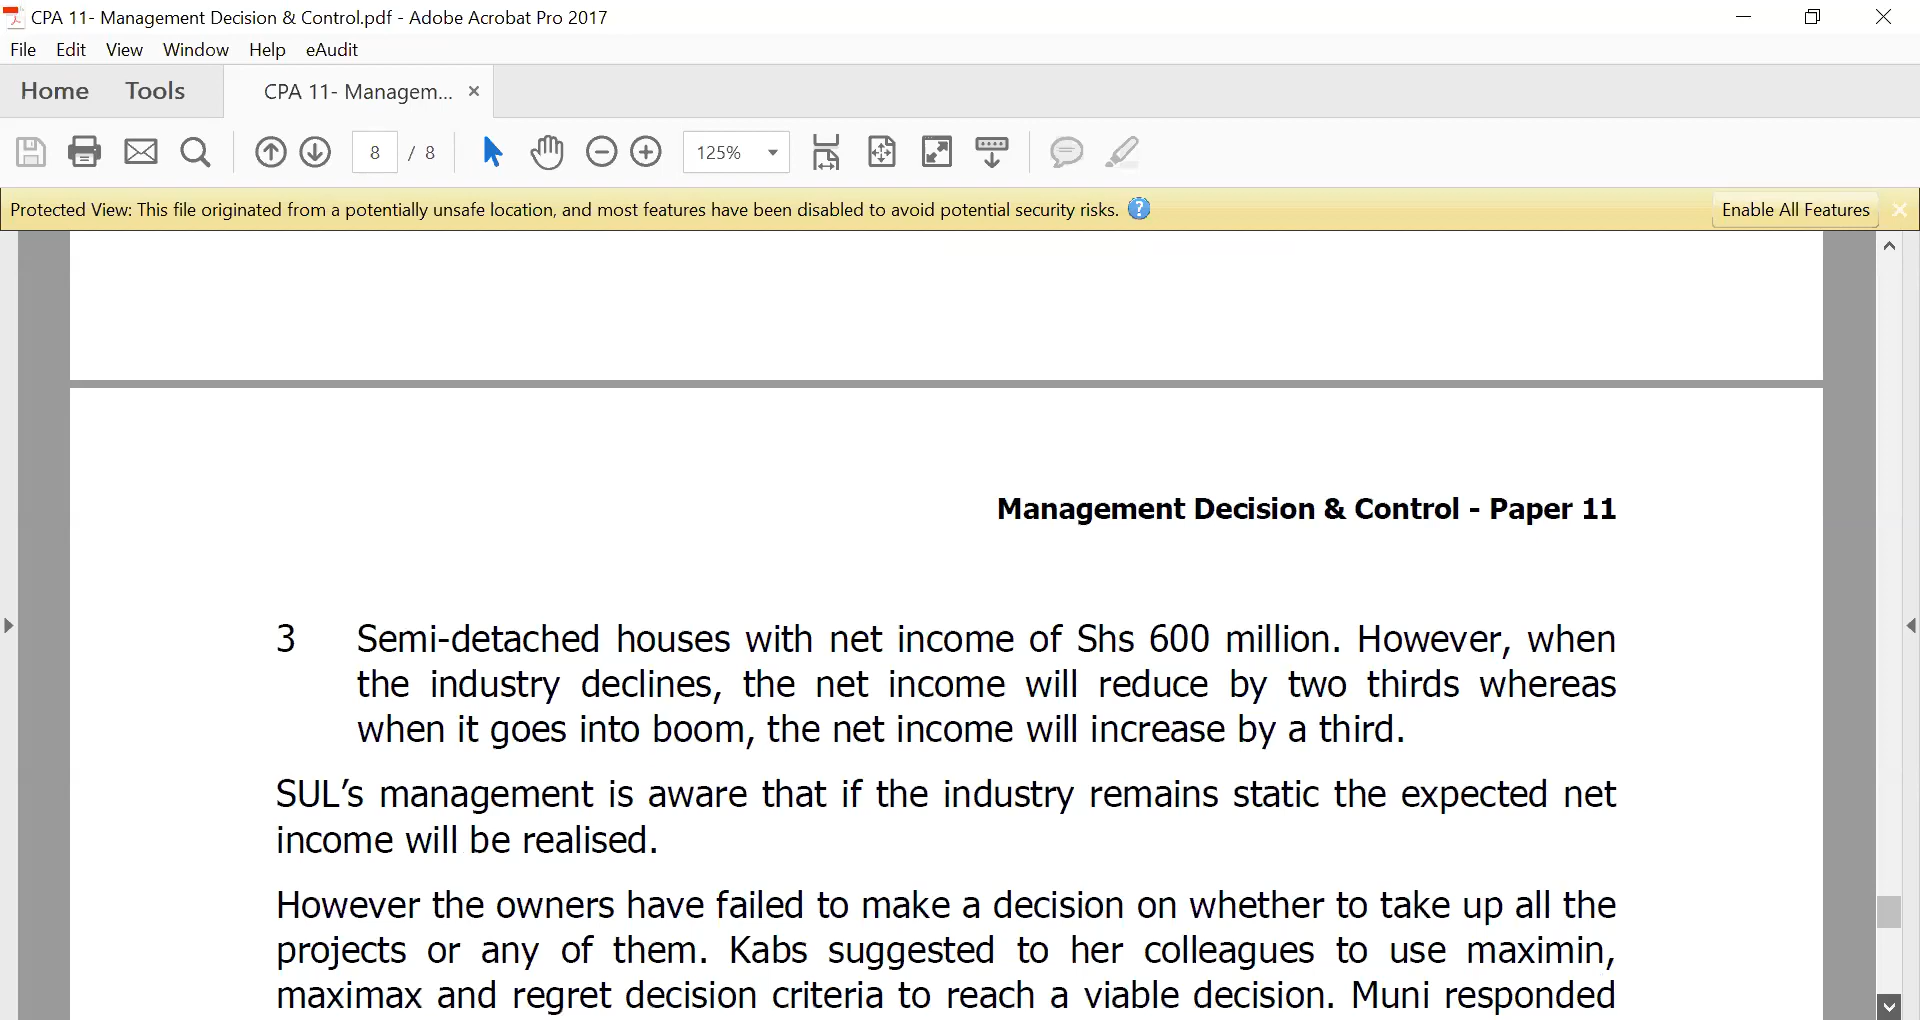 CPA 11- Management Decision & Control.pdf - Adobe Acrobat Pro 2017
File Edit View Window Help eAudit
Home Tools CPA 11- Managem... ×
8 / 8 125%
Protected View: This file originated from a potentially unsafe location, and most features have been disabled to avoid potential security risks. ? Enable All Features
Management Decision & Control - Paper 11
3 Semi-detached houses with net income of Shs 600 million. However, when
the industry declines, the net income will reduce by two thirds whereas
when it goes into boom, the net income will increase by a third.
SUL’s management is aware that if the industry remains static the expected net
income will be realised.
However the owners have failed to make a decision on whether to take up all the
projects or any of them. Kabs suggested to her colleagues to use maximin,
maximax and regret decision criteria to reach a viable decision. Muni responded